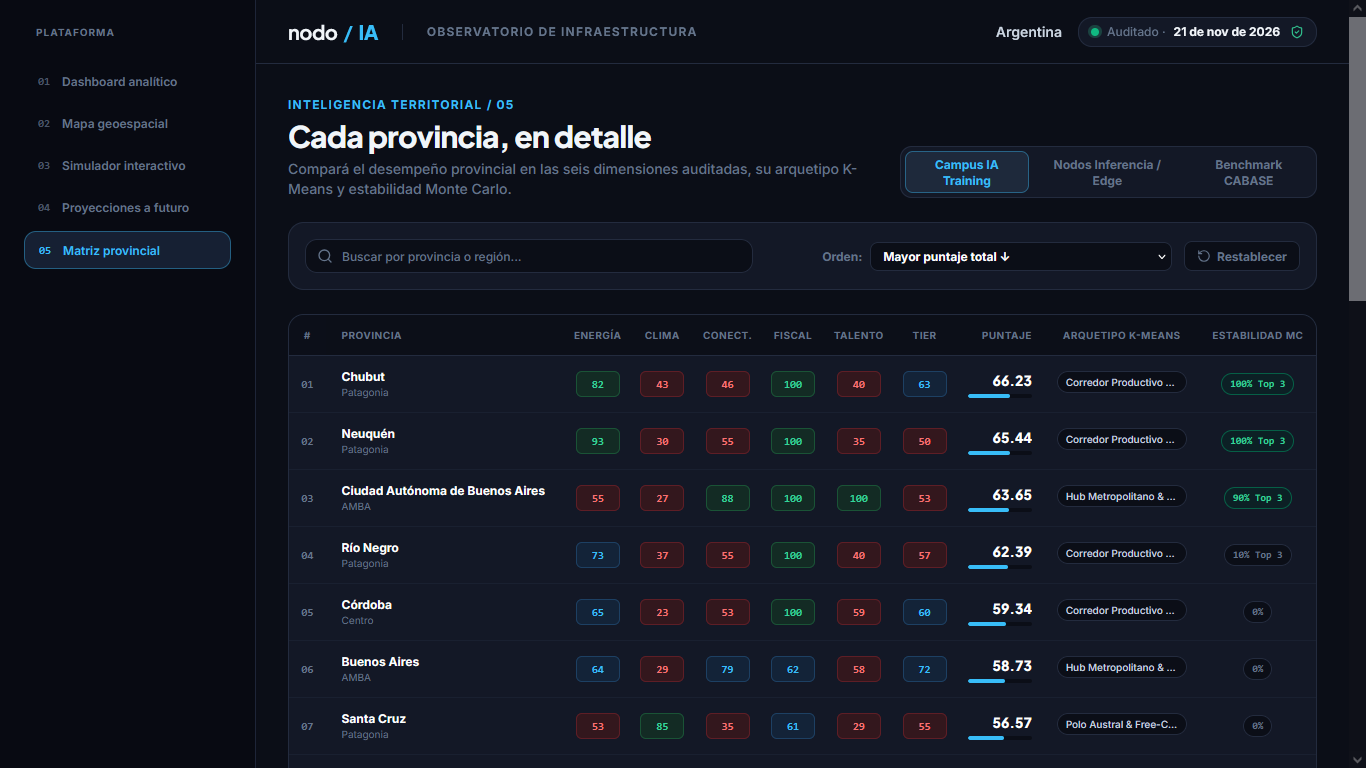 PLATAFORMA
01 Dashboard analítico
02 Mapa geoespacial
03 Simulador interactivo
04 Proyecciones a futuro
05 Matriz provincial
nodo / IA
OBSERVATORIO DE INFRAESTRUCTURA
Argentina
Auditado · 21 de nov de 2026
INTELIGENCIA TERRITORIAL / 05
Cada provincia, en detalle
Compará el desempeño provincial en las seis dimensiones auditadas, su arquetipo K-
Means y estabilidad Monte Carlo.
Campus IA
Training
Nodos Inferencia /
Edge
Benchmark
CABASE
Buscar por provincia o región...
Orden:
Mayor puntaje total ↓
Restablecer
# PROVINCIA ENERGÍA CLIMA CONECT. FISCAL TALENTO TIER PUNTAJE ARQUETIPO K-MEANS ESTABILIDAD MC
01 Chubut 82 43 46 100 40 63 66.23 Corredor Productivo ... 100% Top 3
Patagonia
02 Neuquén 93 30 55 100 35 50 65.44 Corredor Productivo ... 100% Top 3
Patagonia
03 Ciudad Autónoma de Buenos Aires 55 27 88 100 100 53 63.65 Hub Metropolitano & ... 90% Top 3
AMBA
04 Río Negro 73 37 55 100 40 57 62.39 Corredor Productivo ... 10% Top 3
Patagonia
05 Córdoba 65 23 53 100 59 60 59.34 Corredor Productivo ... 0%
Centro
06 Buenos Aires 64 29 79 62 58 72 58.73 Hub Metropolitano & ... 0%
AMBA
07 Santa Cruz 53 85 35 61 29 55 56.57 Polo Austral & Free-C... 0%
Patagonia